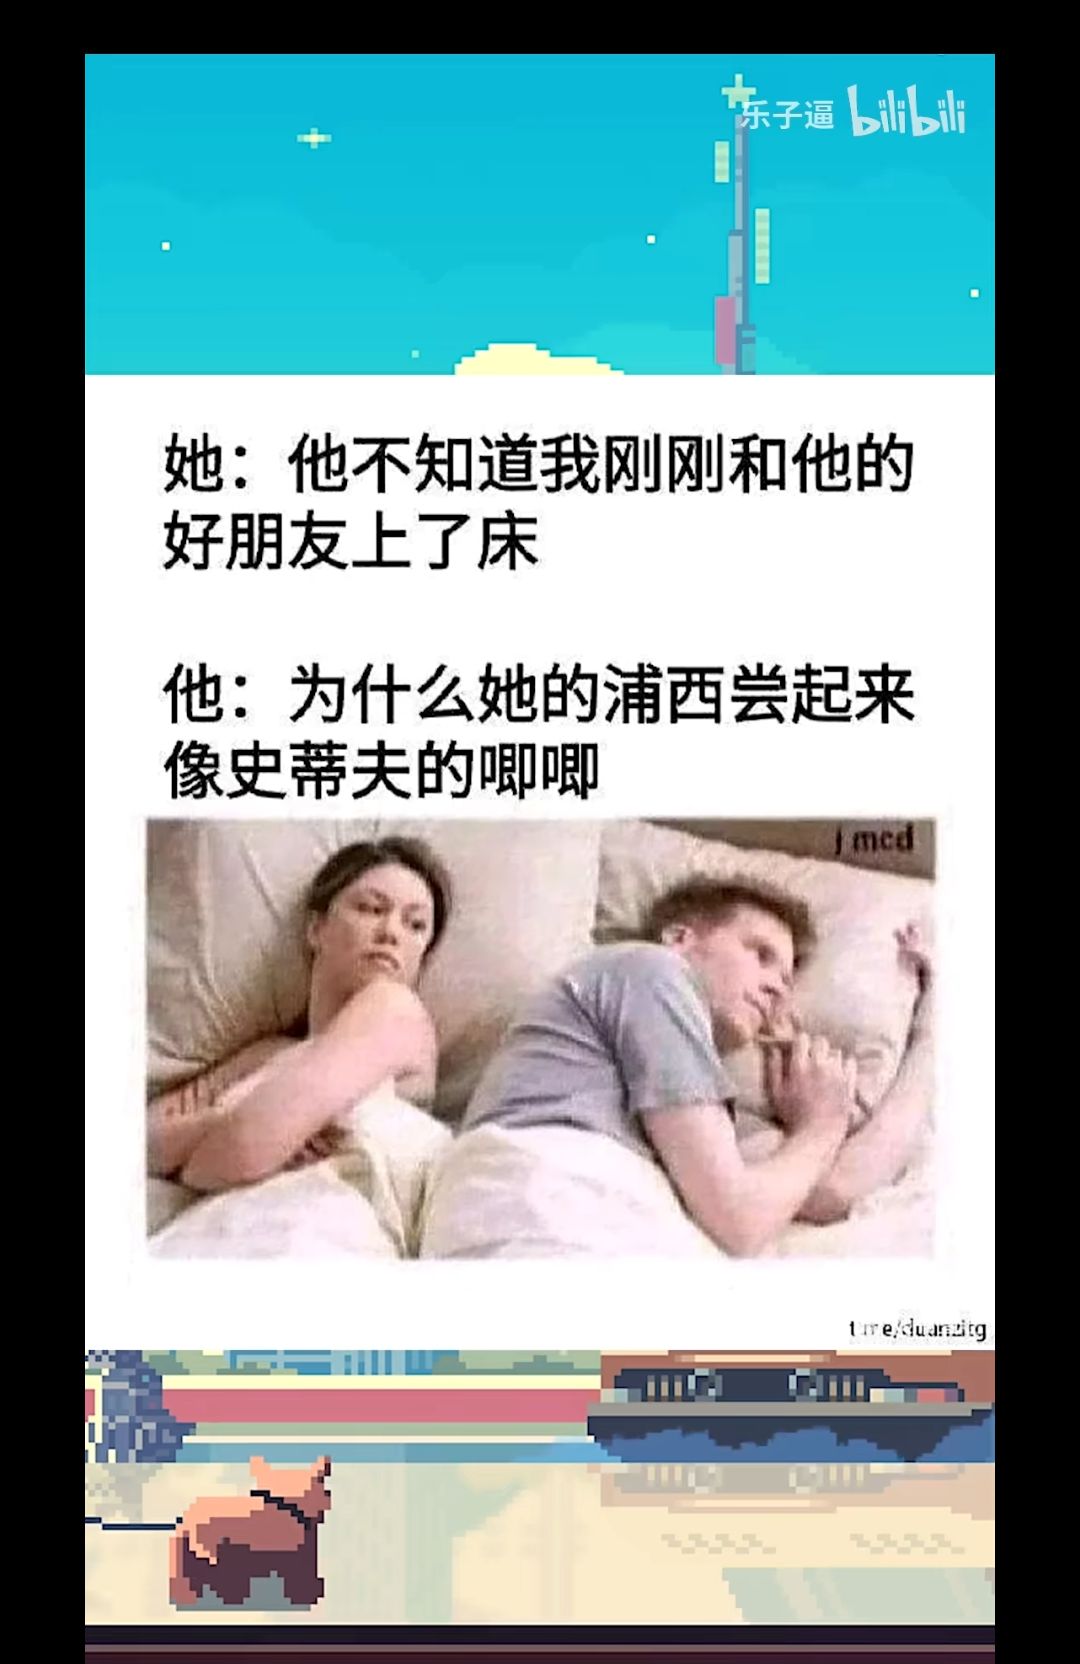 乐子逼 bilibili
她：他不知道我刚刚和他的
好朋友上了床
他：为什么她的浦西尝起来
像史蒂夫的唧唧
j mcd
t.me/duanzitg